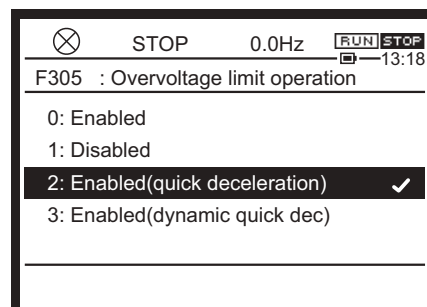 STOP 0.0Hz RUN STOP
13:18
F305 : Overvoltage limit operation
0: Enabled
1: Disabled
2: Enabled(quick deceleration)
3: Enabled(dynamic quick dec)